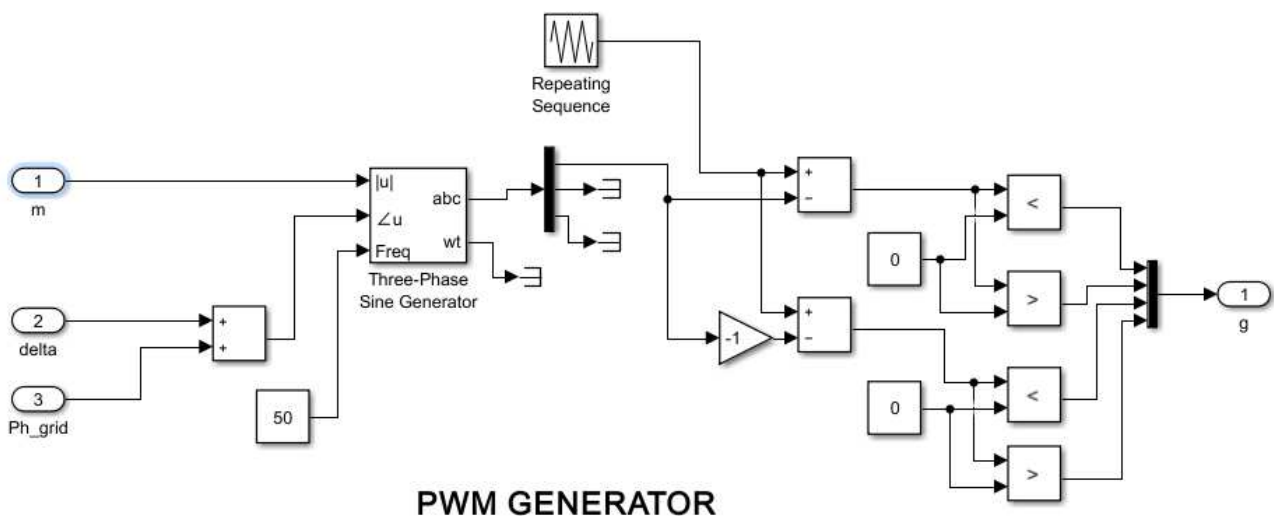 Repeating
Sequence
1
m
|u|
∠u
Freq
abc
wt
Three-Phase
Sine Generator
2
delta
+
+
3
Ph_grid
50
+
−
0
<
>
-1
+
−
0
<
>
1
g
PWM GENERATOR